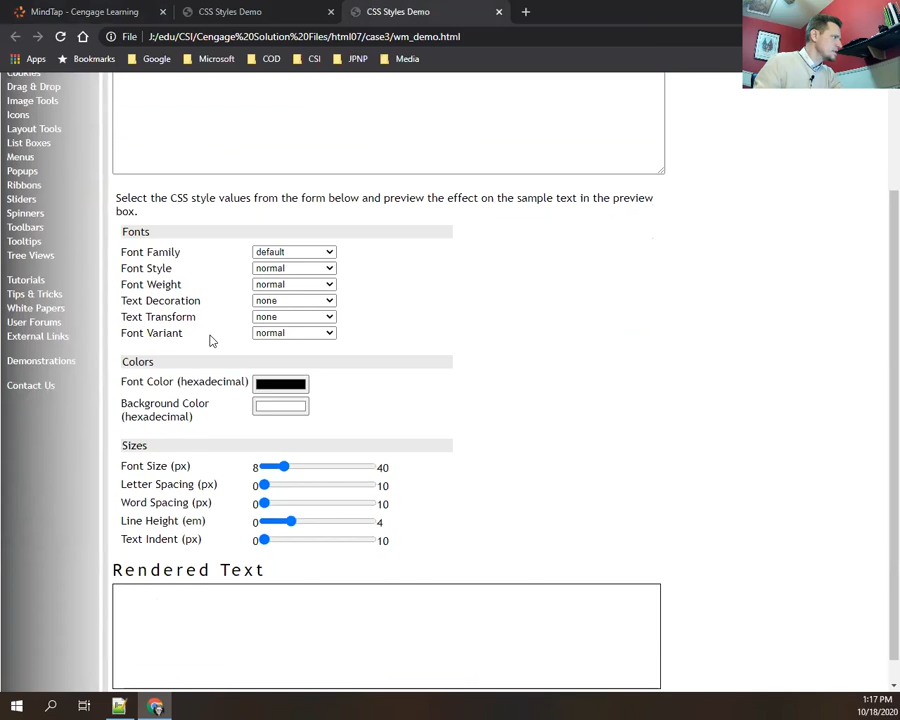 MindTap - Cengage Learning
CSS Styles Demo
CSS Styles Demo
File J:/edu/CSI/Cengage%20Solution%20Files/html07/case3/wm_demo.html
Apps Bookmarks Google Microsoft COD CSI JPNP Media
Cookies
Drag & Drop
Image Tools
Icons
Layout Tools
List Boxes
Menus
Popups
Ribbons
Sliders
Spinners
Toolbars
Tooltips
Tree Views
Tutorials
Tips & Tricks
White Papers
User Forums
External Links
Demonstrations
Contact Us
Select the CSS style values from the form below and preview the effect on the sample text in the preview
box.
Fonts
Font Family default
Font Style normal
Font Weight normal
Text Decoration none
Text Transform none
Font Variant normal
Colors
Font Color (hexadecimal)
Background Color
(hexadecimal)
Sizes
Font Size (px) 8 40
Letter Spacing (px) 0 10
Word Spacing (px) 0 10
Line Height (em) 0 4
Text Indent (px) 0 10
Rendered Text
1:17 PM
10/18/2020